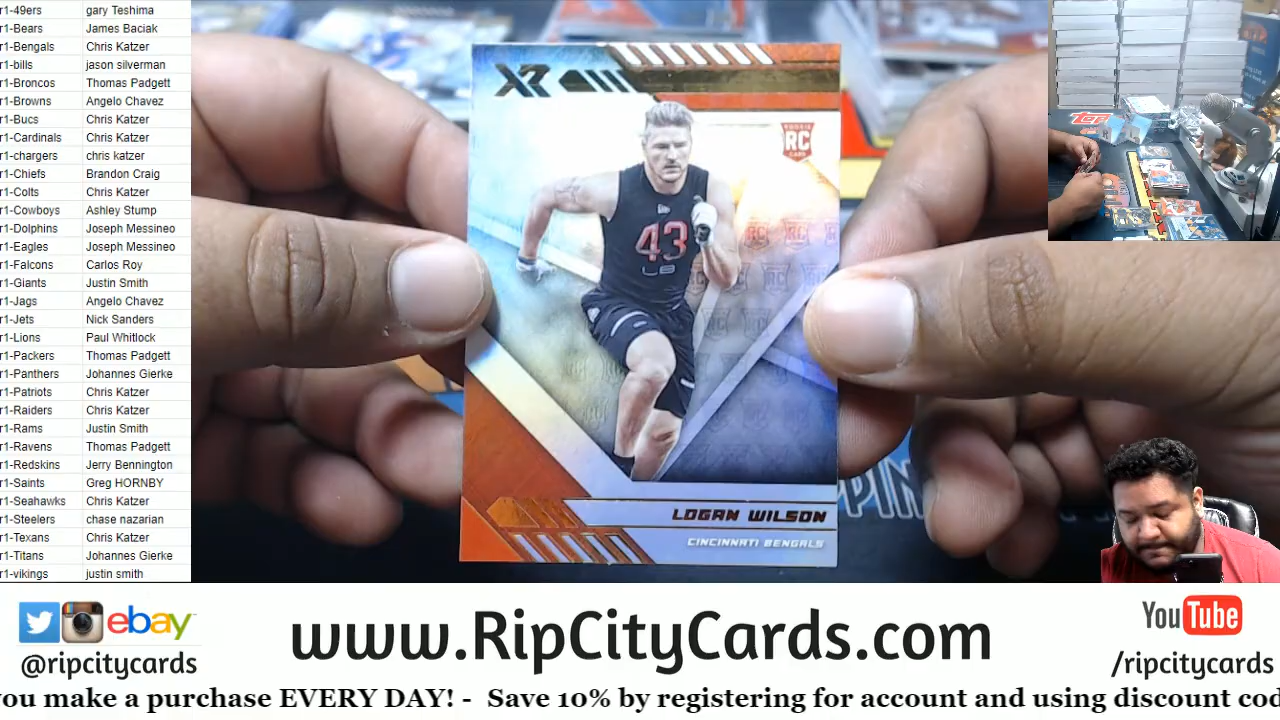 r1-49ers gary Teshima
r1-Bears James Baciak
r1-Bengals Chris Katzer
r1-bills jason silverman
r1-Broncos Thomas Padgett
r1-Browns Angelo Chavez
r1-Bucs Chris Katzer
r1-Cardinals Chris Katzer
r1-chargers chris katzer
r1-Chiefs Brandon Craig
r1-Colts Chris Katzer
r1-Cowboys Ashley Stump
r1-Dolphins Joseph Messineo
r1-Eagles Joseph Messineo
r1-Falcons Carlos Roy
r1-Giants Justin Smith
r1-Jags Angelo Chavez
r1-Jets Nick Sanders
r1-Lions Paul Whitlock
r1-Packers Thomas Padgett
r1-Panthers Johannes Gierke
r1-Patriots Chris Katzer
r1-Raiders Chris Katzer
r1-Rams Justin Smith
r1-Ravens Thomas Padgett
r1-Redskins Jerry Bennington
r1-Saints Greg HORNBY
r1-Seahawks Chris Katzer
r1-Steelers chase nazarian
r1-Texans Chris Katzer
r1-Titans Johannes Gierke
r1-vikings justin smith
XR
ROOKIE
RC
CARD
43
LB
LOGAN WILSON
CINCINNATI BENGALS
PPIN
ebay
@ripcitycards
www.RipCityCards.com
YouTube
/ripcitycards
you make a purchase EVERY DAY! - Save 10% by registering for account and using discount cod